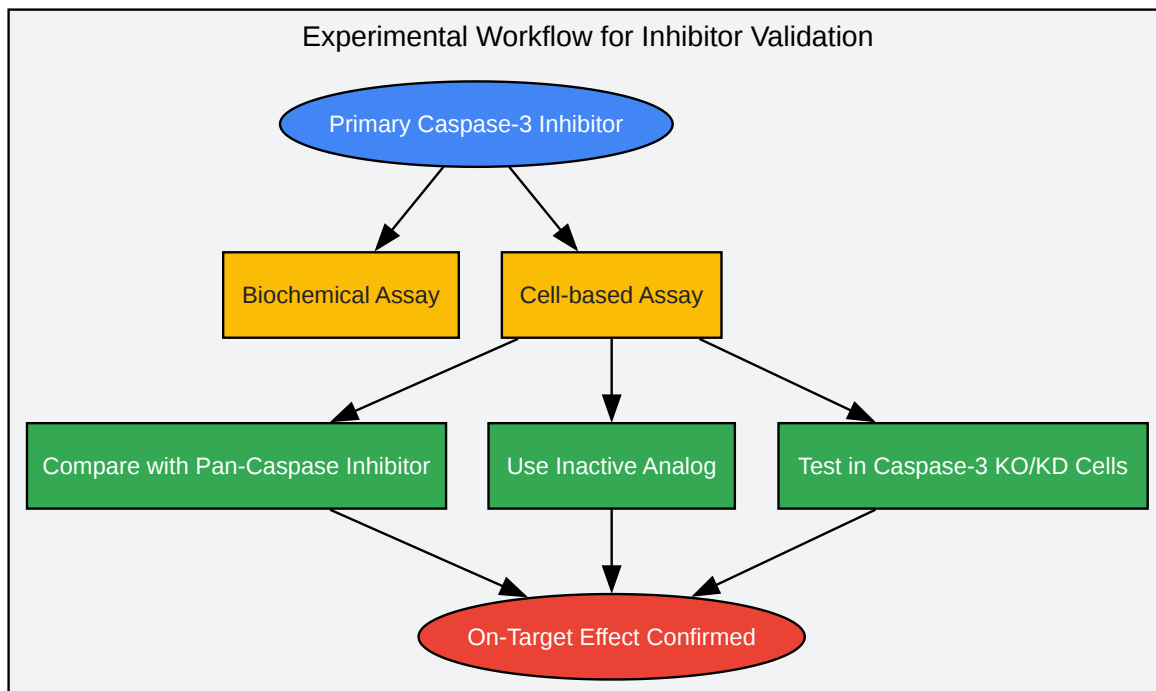 Experimental Workflow for Inhibitor Validation
Primary Caspase-3 Inhibitor
Biochemical Assay
Cell-based Assay
Compare with Pan-Caspase Inhibitor
Use Inactive Analog
Test in Caspase-3 KO/KD Cells
On-Target Effect Confirmed